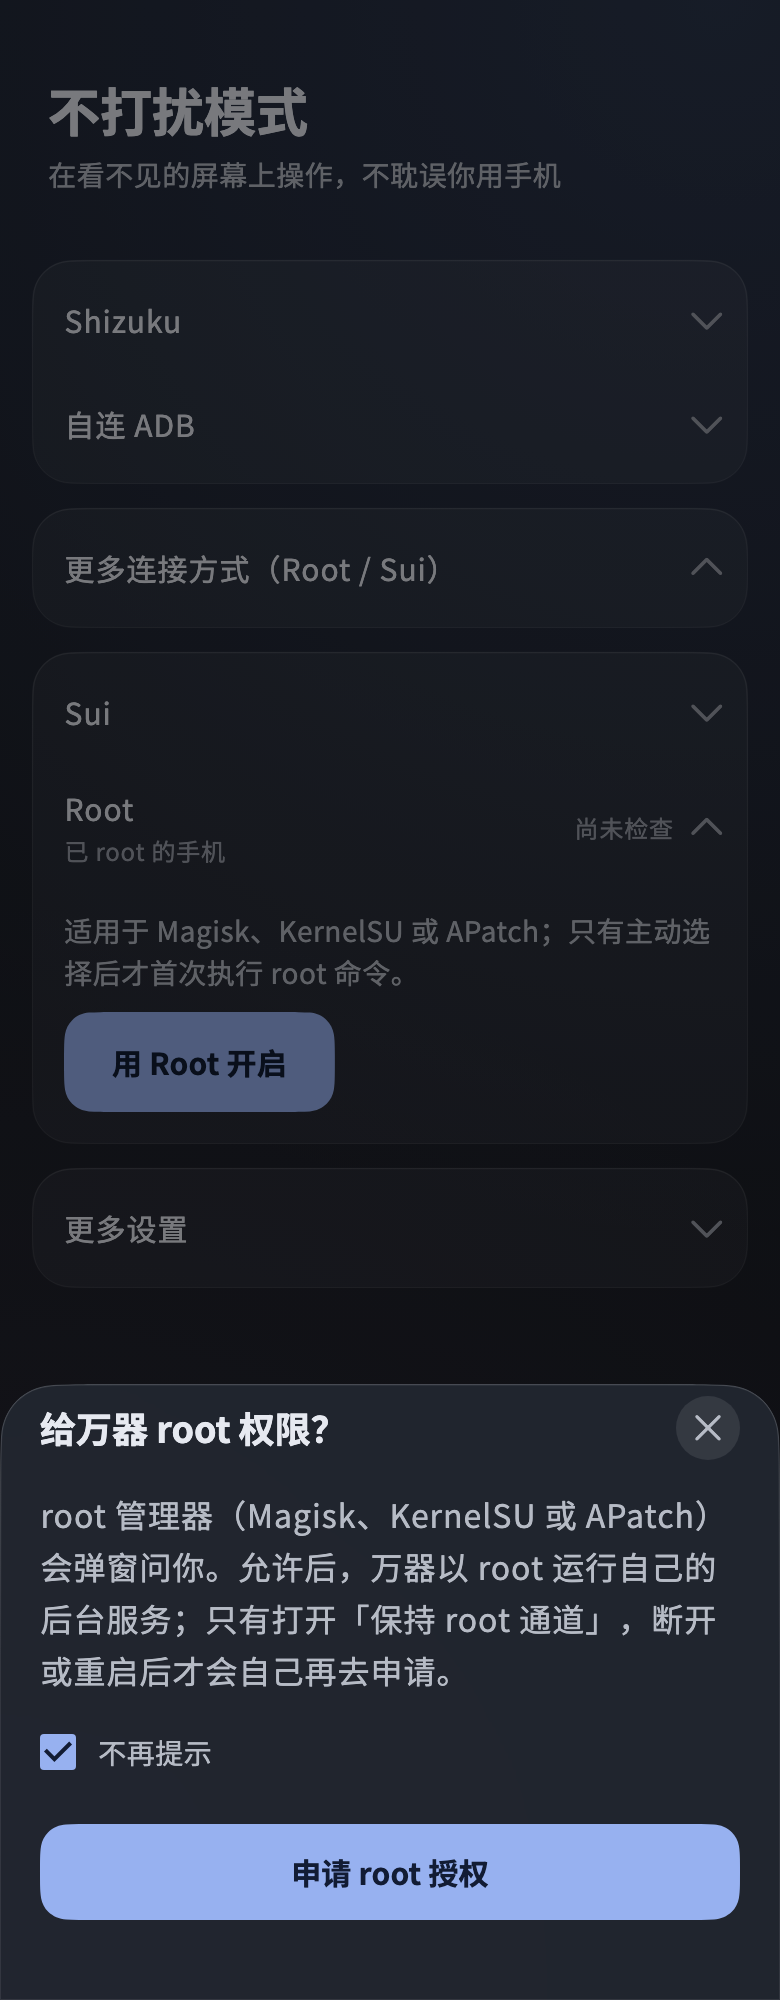 不打扰模式
在看不见的屏幕上操作，不耽误你用手机
Shizuku
自连 ADB
更多连接方式（Root / Sui）
Sui
Root
已 root 的手机
尚未检查
适用于 Magisk、KernelSU 或 APatch；只有主动选
择后才首次执行 root 命令。
用 Root 开启
更多设置
给万器 root 权限？
root 管理器（Magisk、KernelSU 或 APatch）
会弹窗问你。允许后，万器以 root 运行自己的
后台服务；只有打开「保持 root 通道」，断开
或重启后才会自己再去申请。
不再提示
申请 root 授权